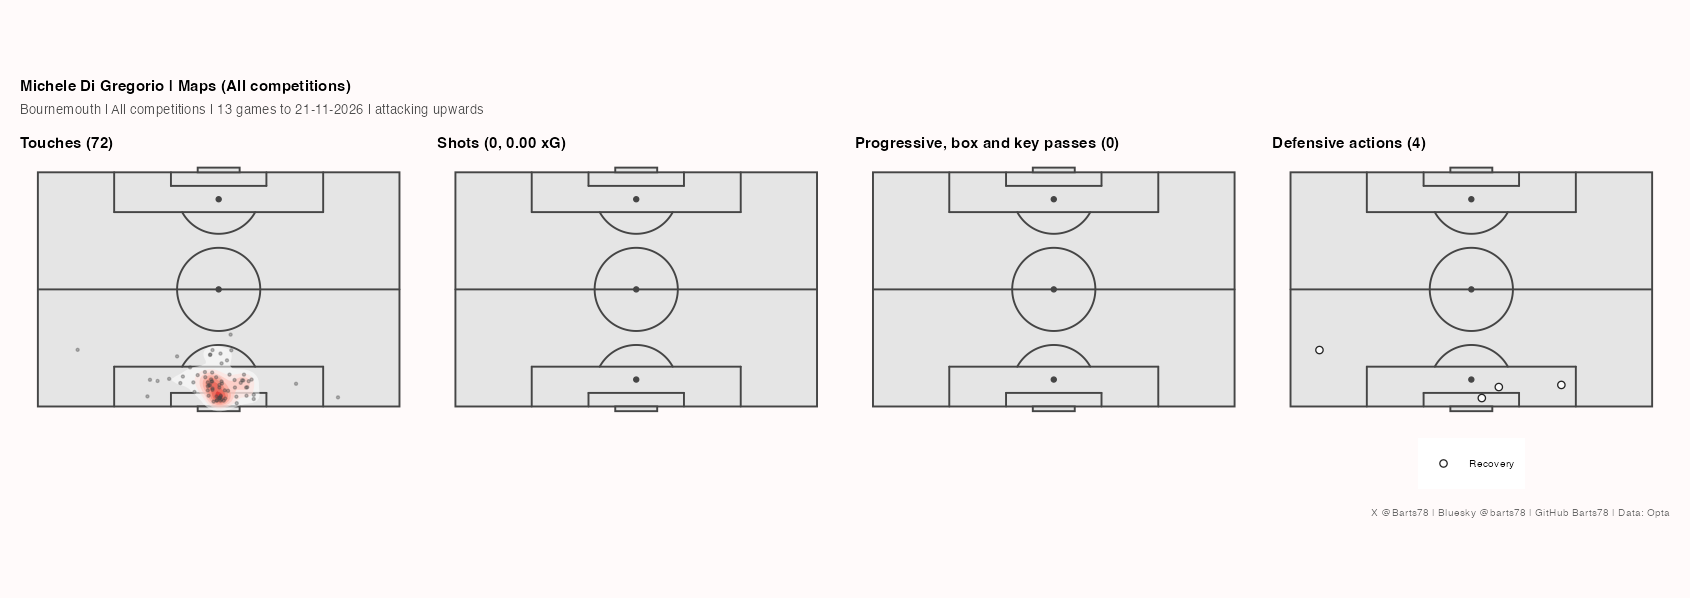 Michele Di Gregorio | Maps (All competitions)
Bournemouth | All competitions | 13 games to 21-11-2026 | attacking upwards
Touches (72)
Shots (0, 0.00 xG)
Progressive, box and key passes (0)
Defensive actions (4)
Recovery
X @Barts78 | Bluesky @barts78 | GitHub Barts78 | Data: Opta